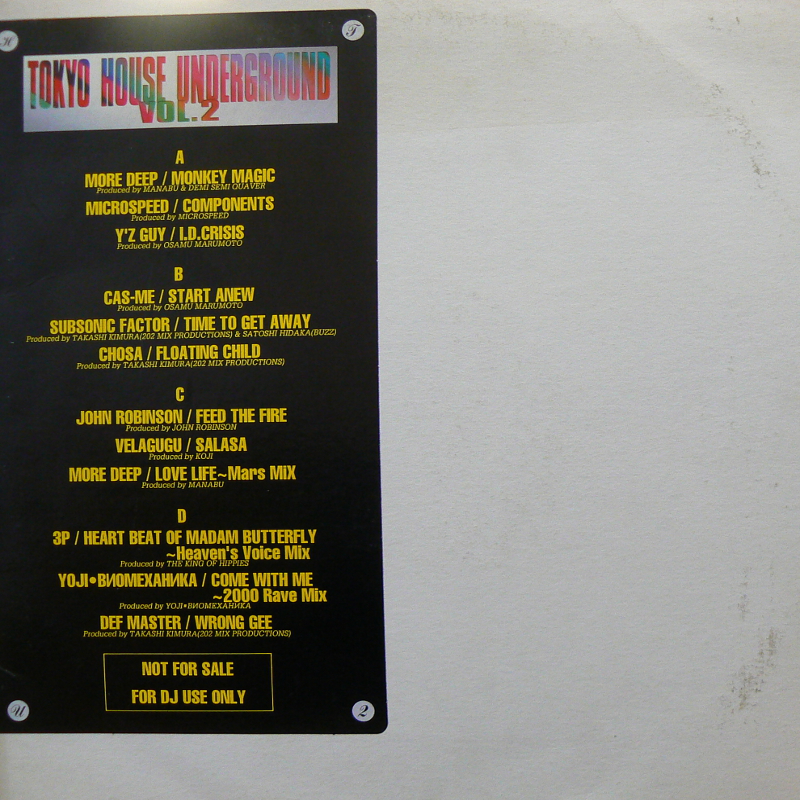 H
T
TOKYO HOUSE UNDERGROUND
VOL.2
A
MORE DEEP / MONKEY MAGIC
Produced by MANABU & DEMI SEMI QUAVER
MICROSPEED / COMPONENTS
Produced by MICROSPEED
Y'Z GUY / I.D.CRISIS
Produced by OSAMU MARUMOTO
B
CAS-ME / START ANEW
Produced by OSAMU MARUMOTO
SUBSONIC FACTOR / TIME TO GET AWAY
Produced by TAKASHI KIMURA(202 MIX PRODUCTIONS) & SATOSHI HIDAKA(BUZZ)
CHOSA / FLOATING CHILD
Produced by TAKASHI KIMURA(202 MIX PRODUCTIONS)
C
JOHN ROBINSON / FEED THE FIRE
Produced by JOHN ROBINSON
VELAGUGU / SALASA
Produced by KOJI
MORE DEEP / LOVE LIFE~Mars MiX
Produced by MANABU
D
3P / HEART BEAT OF MADAM BUTTERFLY
~Heaven's Voice Mix
Produced by THE KING OF HIPPIES
YOJI•ВИОМЕХАНИКА / COME WITH ME
~2000 Rave Mix
Produced by YOJI•ВИОМЕХАНИКА
DEF MASTER / WRONG GEE
Produced by TAKASHI KIMURA(202 MIX PRODUCTIONS)
NOT FOR SALE
FOR DJ USE ONLY
U
2